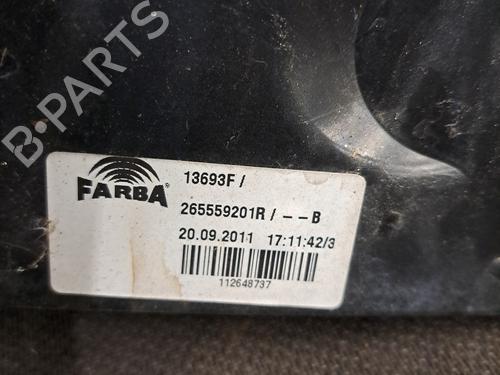 B-PARTS
FARBA®
13693F /
265559201R / – – B
20.09.2011 17:11:42/3
112648737